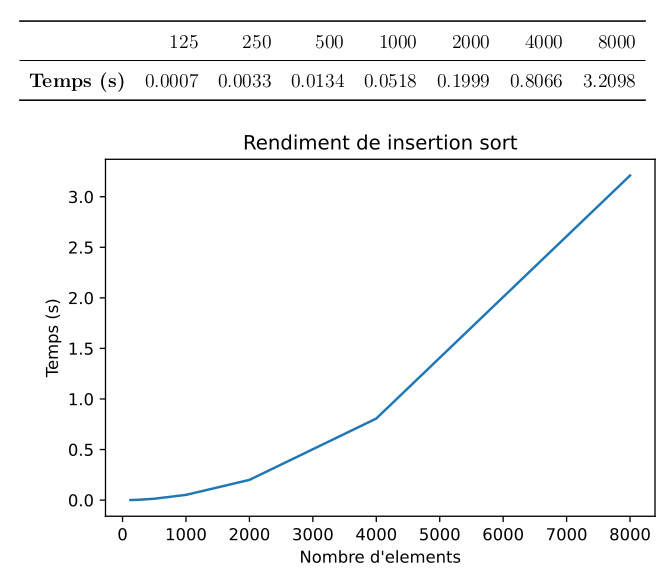 125 250 500 1000 2000 4000 8000
Temps (s) 0.0007 0.0033 0.0134 0.0518 0.1999 0.8066 3.2098
Rendiment de insertion sort
3.0
2.5
2.0
1.5
1.0
0.5
0.0
Temps (s)
0 1000 2000 3000 4000 5000 6000 7000 8000
Nombre d'elements